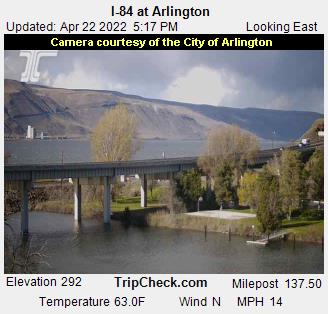 I-84 at Arlington
Updated: Apr 22 2022 5:17 PM Looking East
Camera courtesy of the City of Arlington
Elevation 292 TripCheck.com Milepost 137.50
Temperature 63.0F Wind N MPH 14